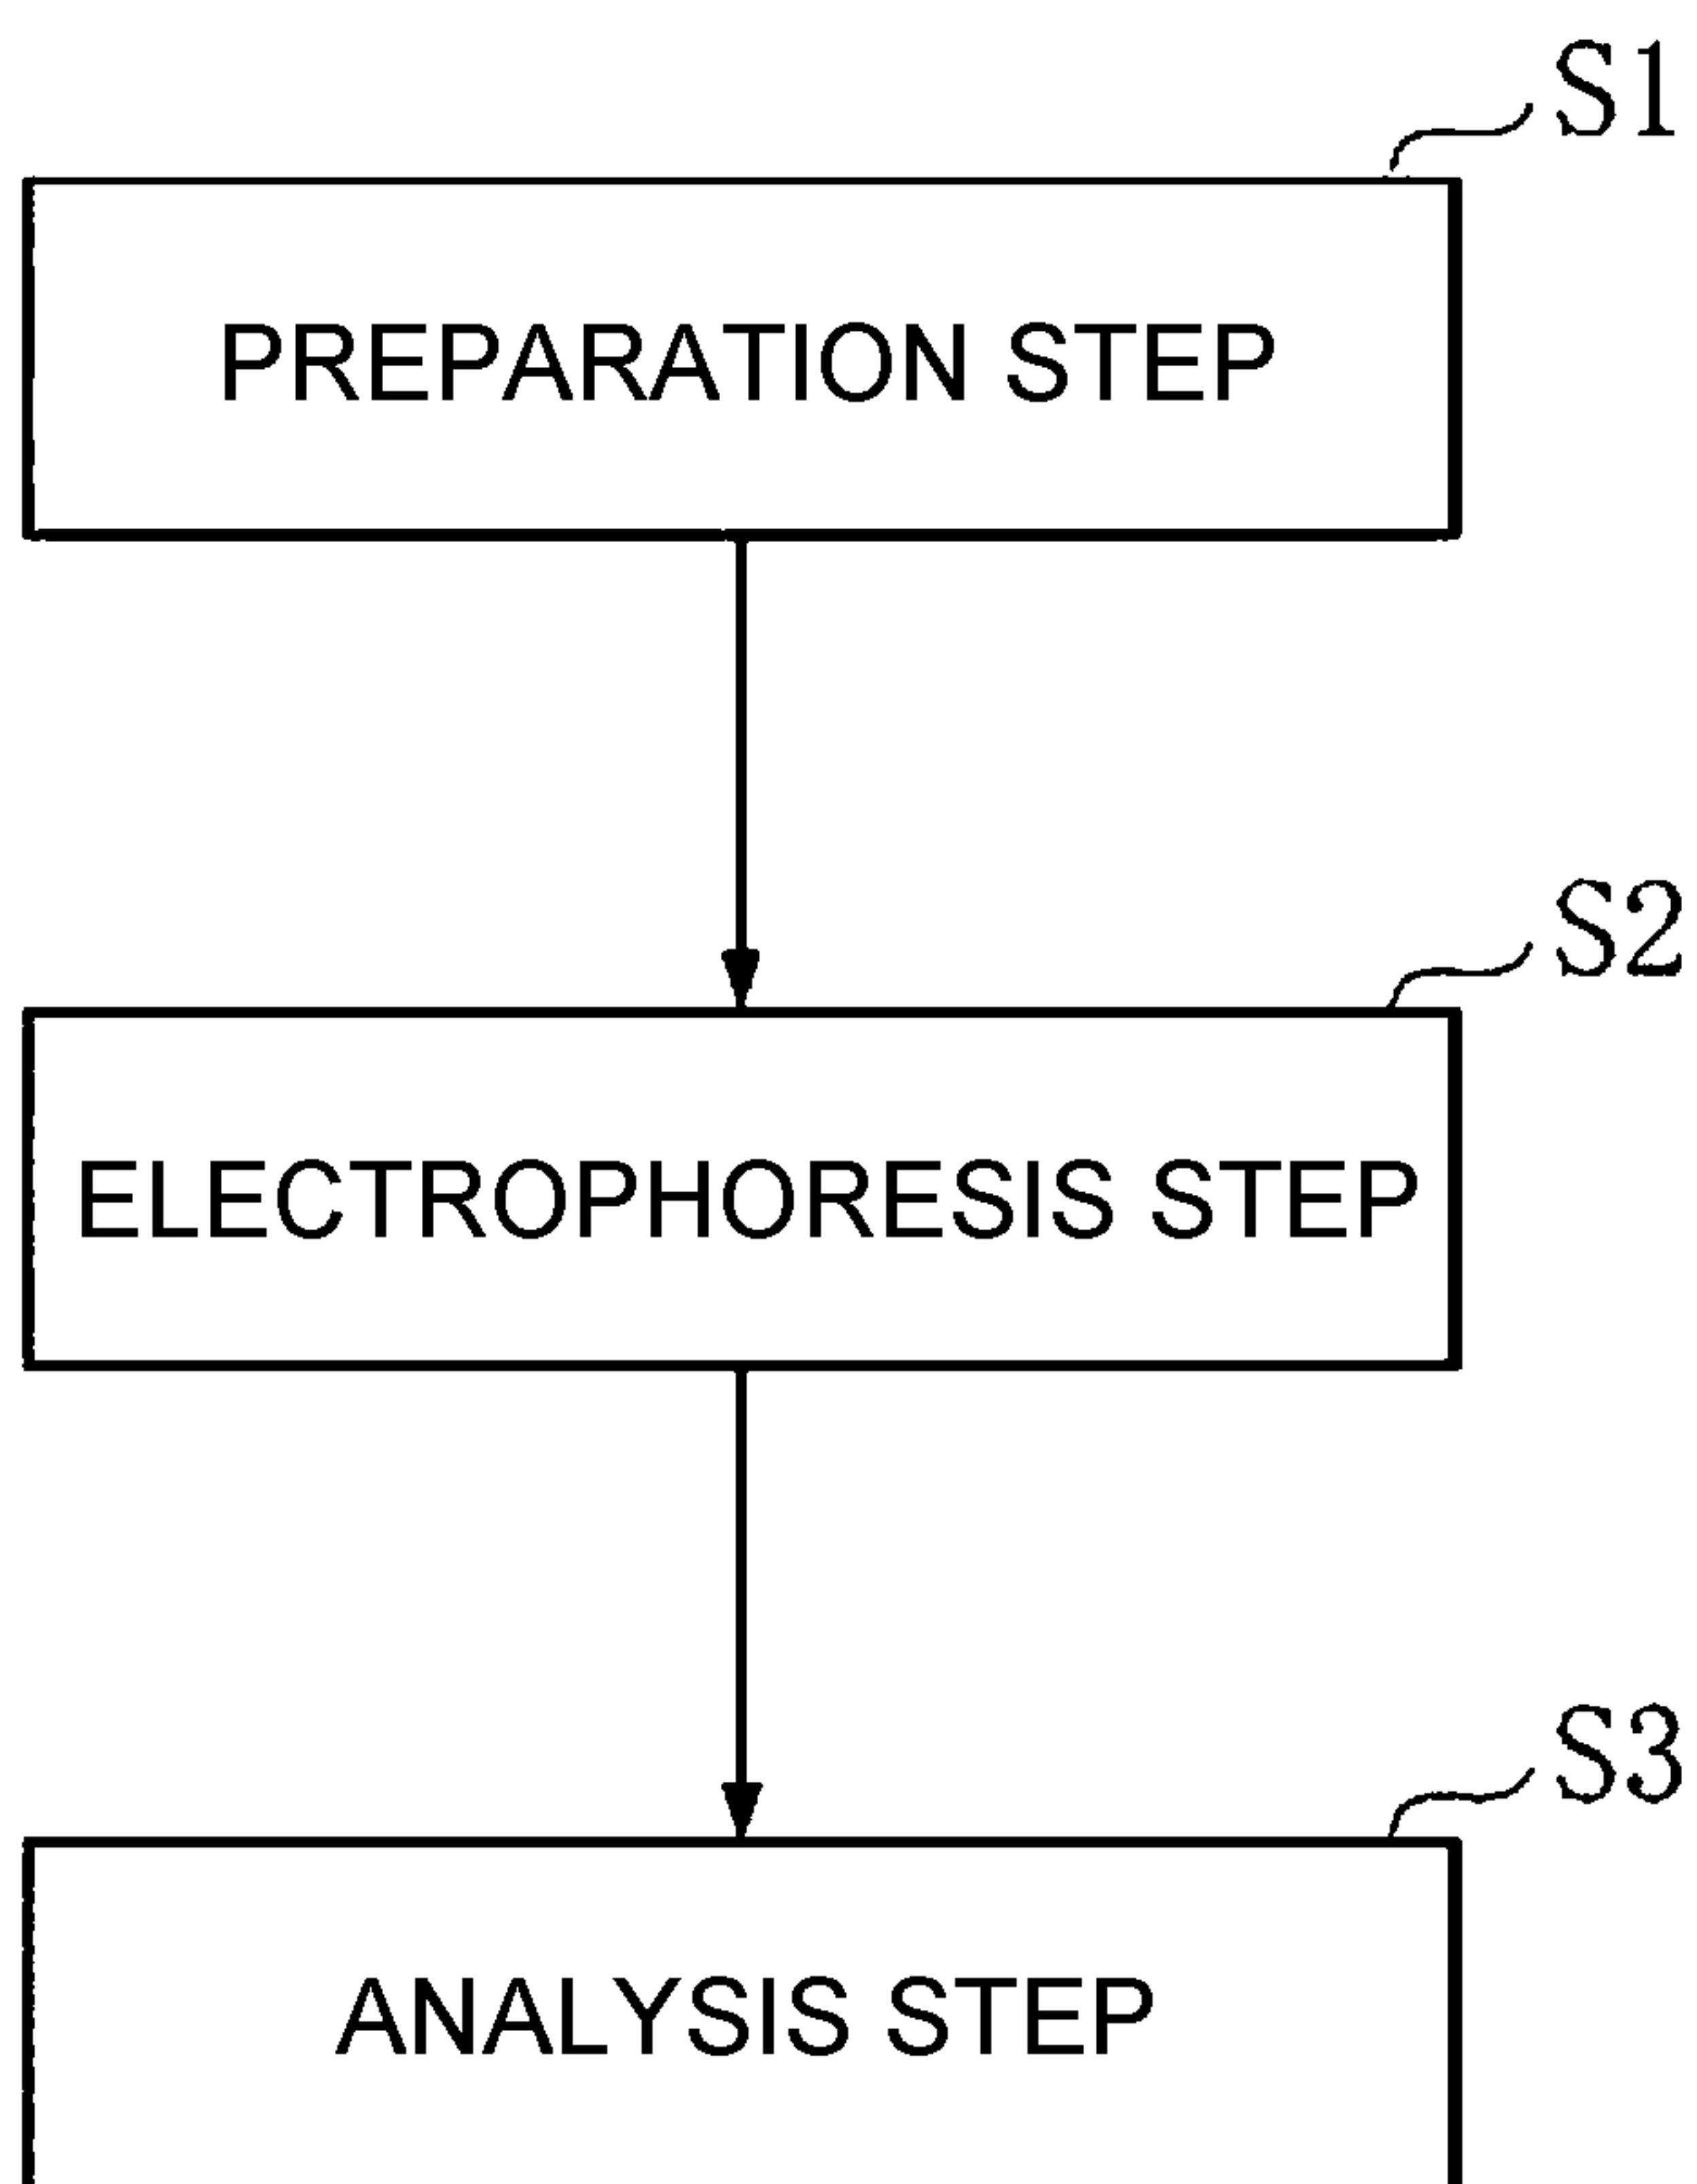 S1
PREPARATION STEP
S2
ELECTROPHORESIS STEP
S3
ANALYSIS STEP